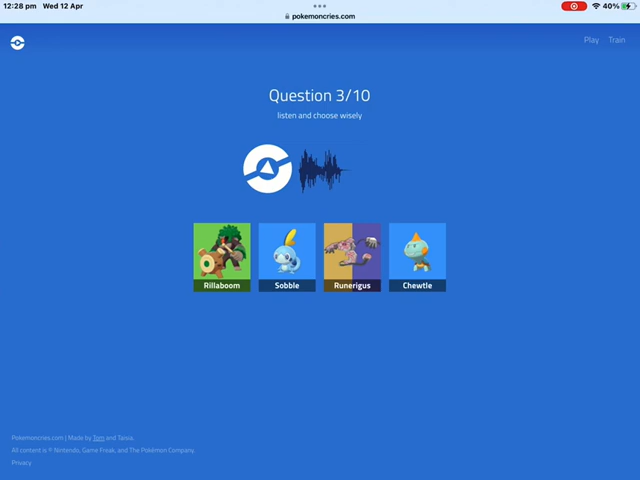 12:28 pm Wed 12 Apr
40%
pokemoncries.com
Play Train
Question 3/10
listen and choose wisely
Rillaboom Sobble Runerigus Chewtle
Pokemoncries.com | Made by Tom and Taivia.
All content is © Nintendo, Game Freak, and The Pokémon Company.
Privacy